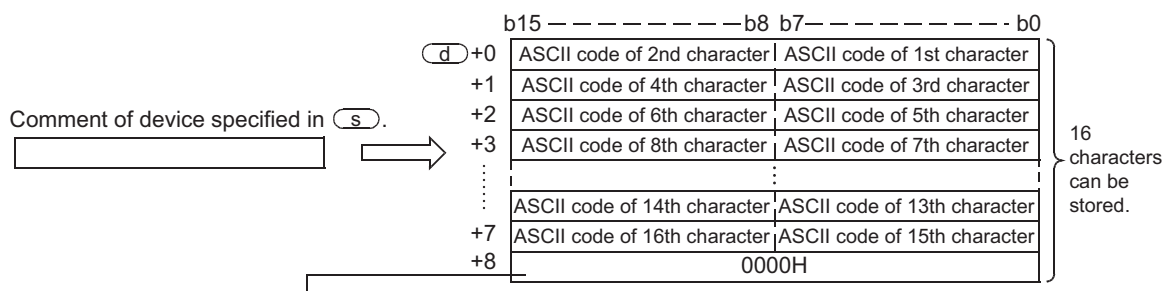 b15 — — — — — — —b8 b7— — — — — — - b0
d +0 ASCII code of 2nd character ASCII code of 1st character
+1 ASCII code of 4th character ASCII code of 3rd character
Comment of device specified in s .
+2 ASCII code of 6th character ASCII code of 5th character
+3 ASCII code of 8th character ASCII code of 7th character
16
characters
can be
stored.
ASCII code of 14th character ASCII code of 13th character
+7 ASCII code of 16th character ASCII code of 15th character
+8 0000H